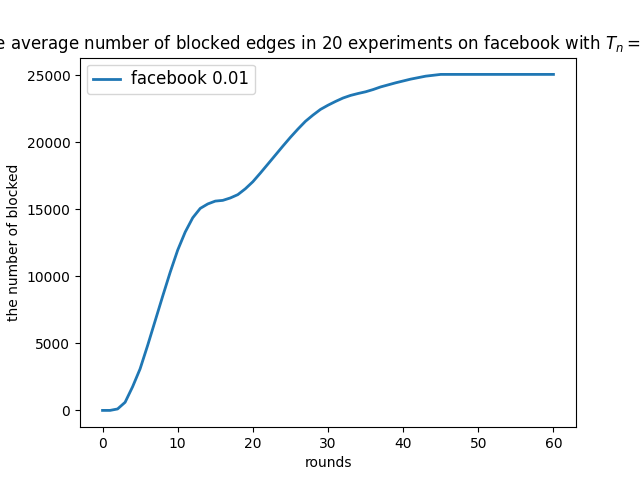 e average number of blocked edges in 20 experiments on facebook with Tₙ =
facebook 0.01
the number of blocked
25000
20000
15000
10000
5000
0
0 10 20 30 40 50 60
rounds